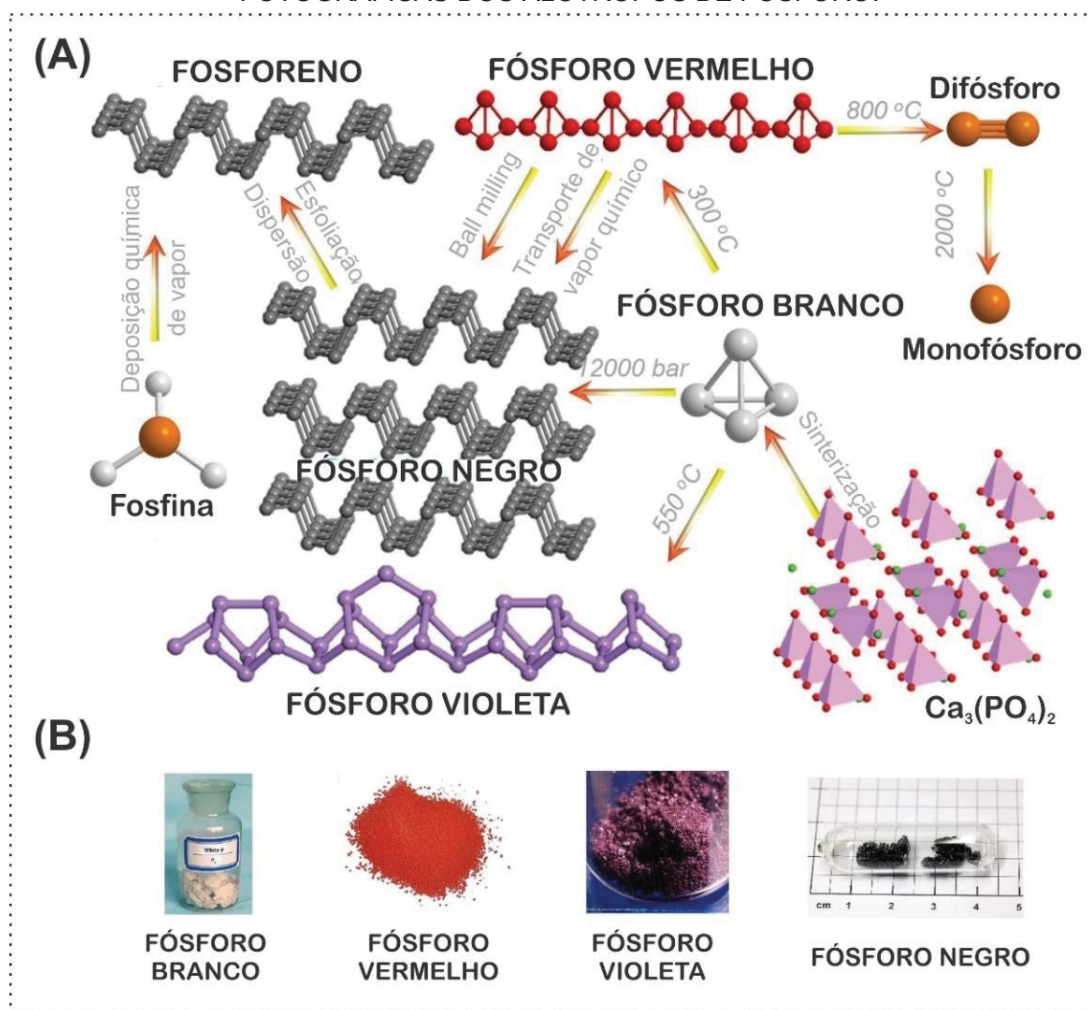 (A)
FOSFORENO
FÓSFORO VERMELHO
800 ºC
Difósforo
Deposição química
de vapor
Dispersão
Esfoliação,
Ball milling
Transporte de
vapor químico
300 ºC
2000 ºC
FÓSFORO BRANCO
Monofósforo
12000 bar
Fosfina
FÓSFORO NEGRO
Sinterização
550 ºC
FÓSFORO VIOLETA
Ca₃(PO₄)₂
(B)
White P
cm 1 2 3 4 5
FÓSFORO
BRANCO
FÓSFORO
VERMELHO
FÓSFORO
VIOLETA
FÓSFORO NEGRO